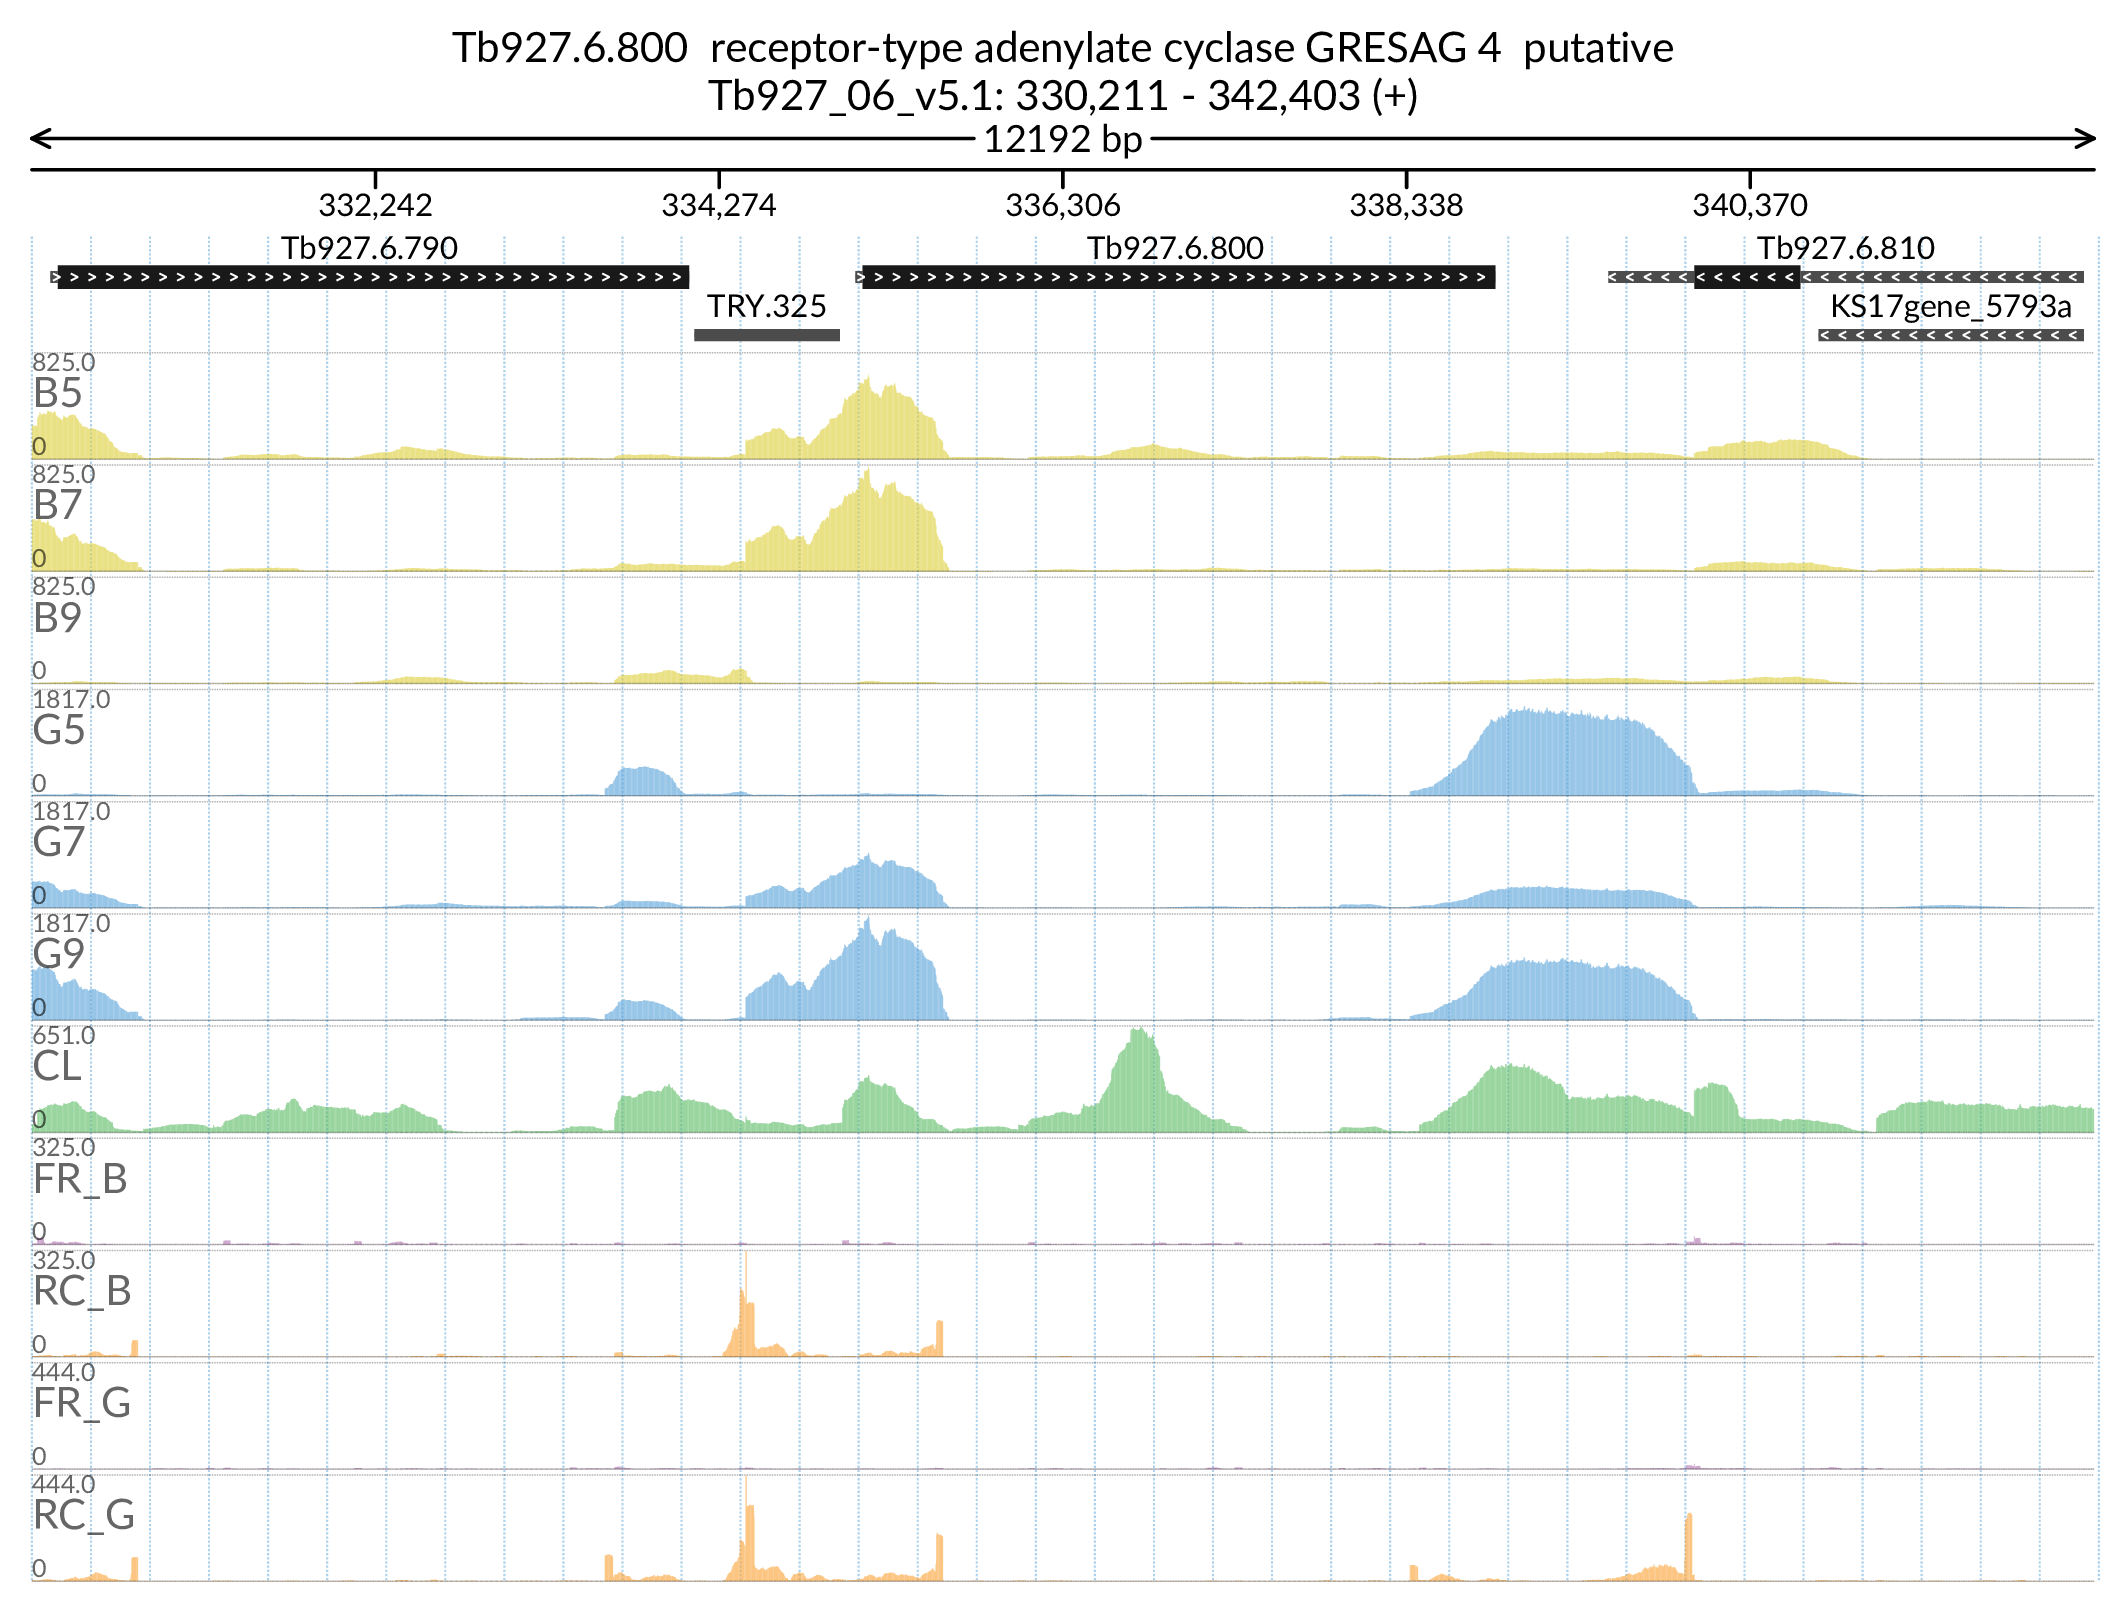 Tb927.6.800  receptor-type adenylate cyclase GRESAG 4  putative
Tb927_06_v5.1: 330,211 - 342,403 (+)
12192 bp
332,242 334,274 336,306 338,338 340,370
Tb927.6.790 Tb927.6.800 Tb927.6.810
TRY.325 KS17gene_5793a
825.0
B5
0
825.0
B7
0
825.0
B9
0
1817.0
G5
0
1817.0
G7
0
1817.0
G9
0
651.0
CL
0
325.0
FR_B
0
325.0
RC_B
0
444.0
FR_G
0
444.0
RC_G
0